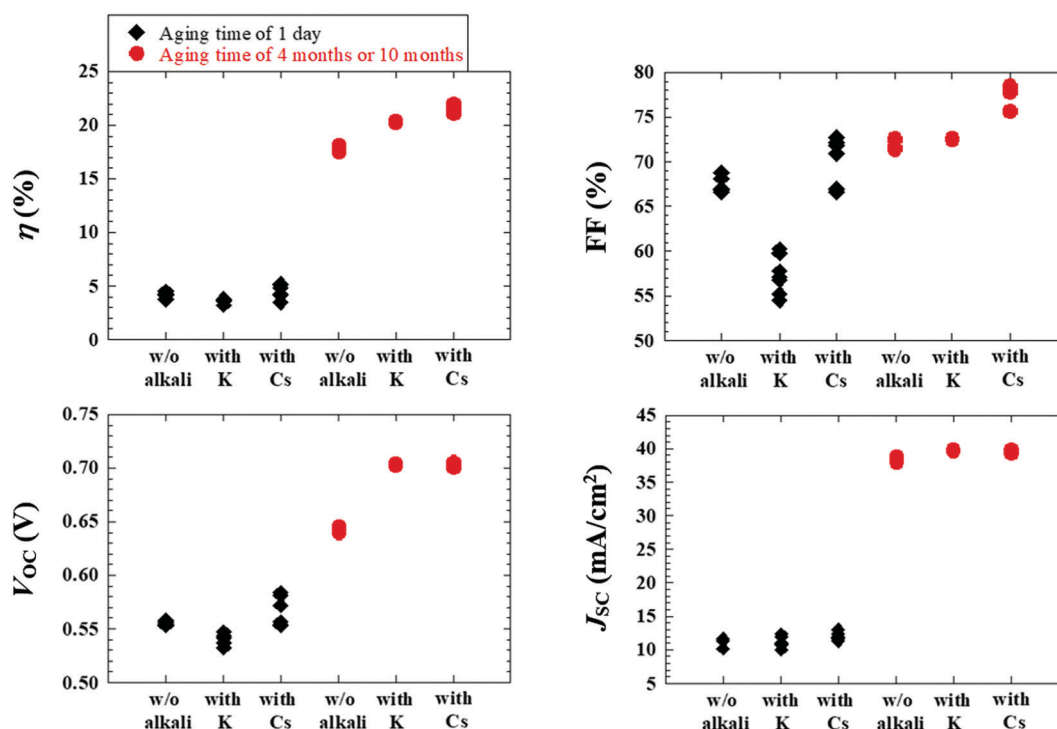 Aging time of 1 day
Aging time of 4 months or 10 months
η (%)
25
20
15
10
5
0
w/o alkali
with K
with Cs
w/o alkali
with K
with Cs
FF (%)
80
75
70
65
60
55
50
w/o alkali
with K
with Cs
w/o alkali
with K
with Cs
VOC (V)
0.75
0.70
0.65
0.60
0.55
0.50
w/o alkali
with K
with Cs
w/o alkali
with K
with Cs
JSC (mA/cm²)
45
40
35
30
25
20
15
10
5
w/o alkali
with K
with Cs
w/o alkali
with K
with Cs